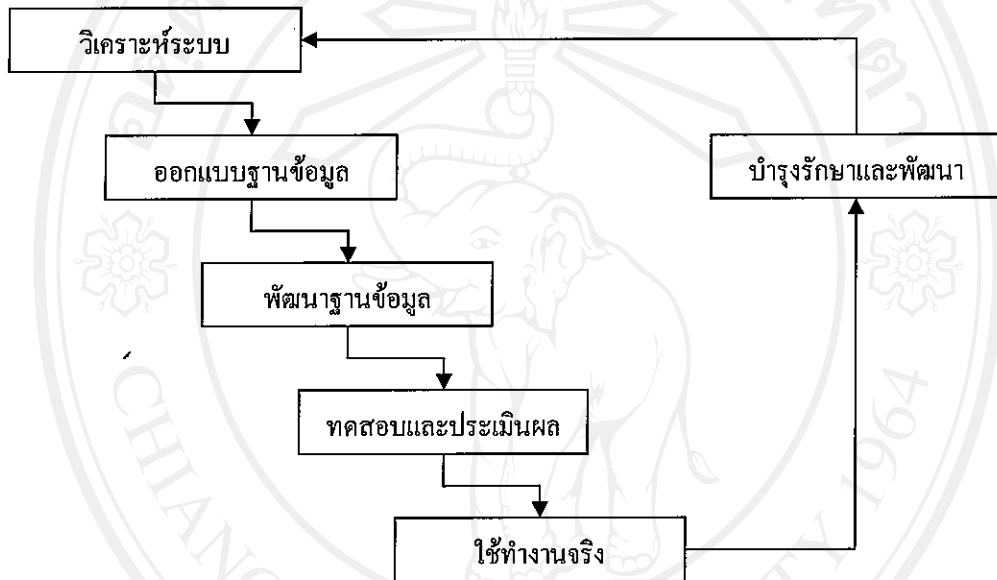 วิเคราะห์ระบบ
ออกแบบฐานข้อมูล
บำรุงรักษาและพัฒนา
พัฒนาฐานข้อมูล
ทดสอบและประเมินผล
ใช้ทำงานจริง